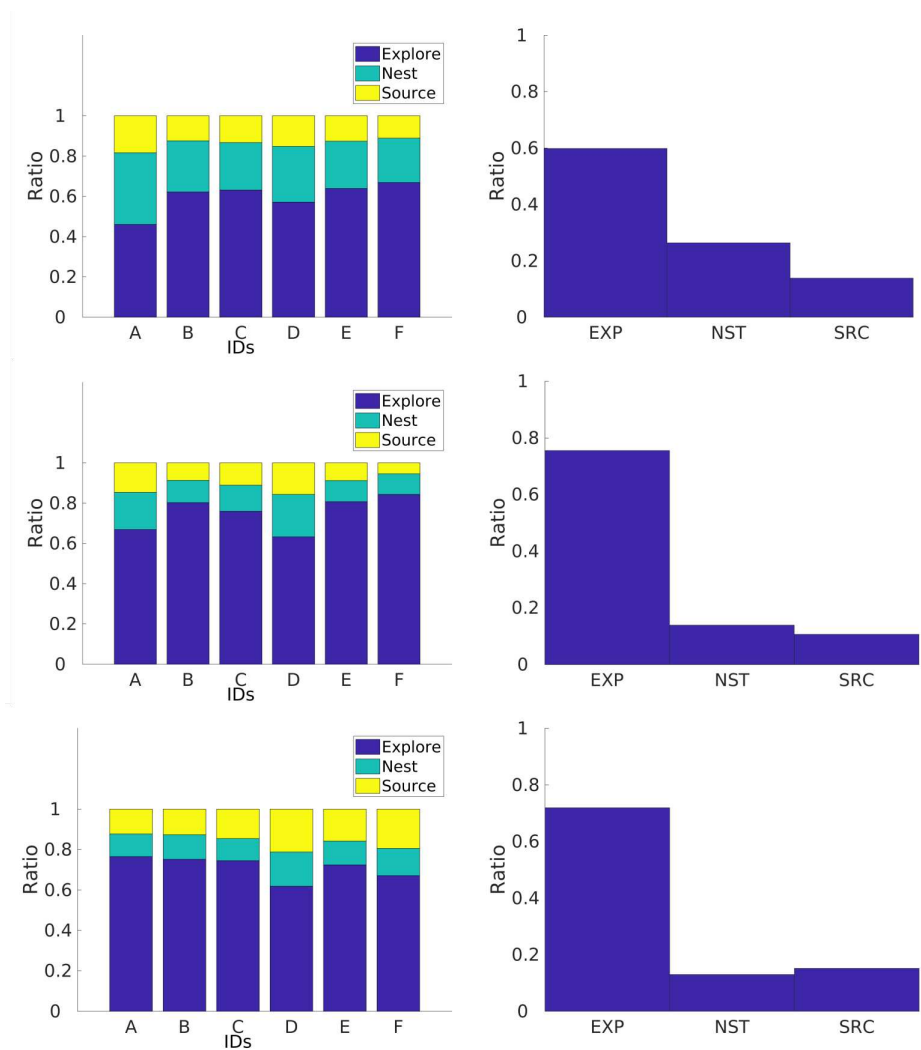 Explore
Nest
Source
1
0.8
0.6
0.4
0.2
0
Ratio
A B C D E F
IDs
1
0.8
0.6
0.4
0.2
0
Ratio
EXP NST SRC
Explore
Nest
Source
1
0.8
0.6
0.4
0.2
0
Ratio
A B C D E F
IDs
1
0.8
0.6
0.4
0.2
0
Ratio
EXP NST SRC
Explore
Nest
Source
1
0.8
0.6
0.4
0.2
0
Ratio
A B C D E F
IDs
1
0.8
0.6
0.4
0.2
0
Ratio
EXP NST SRC